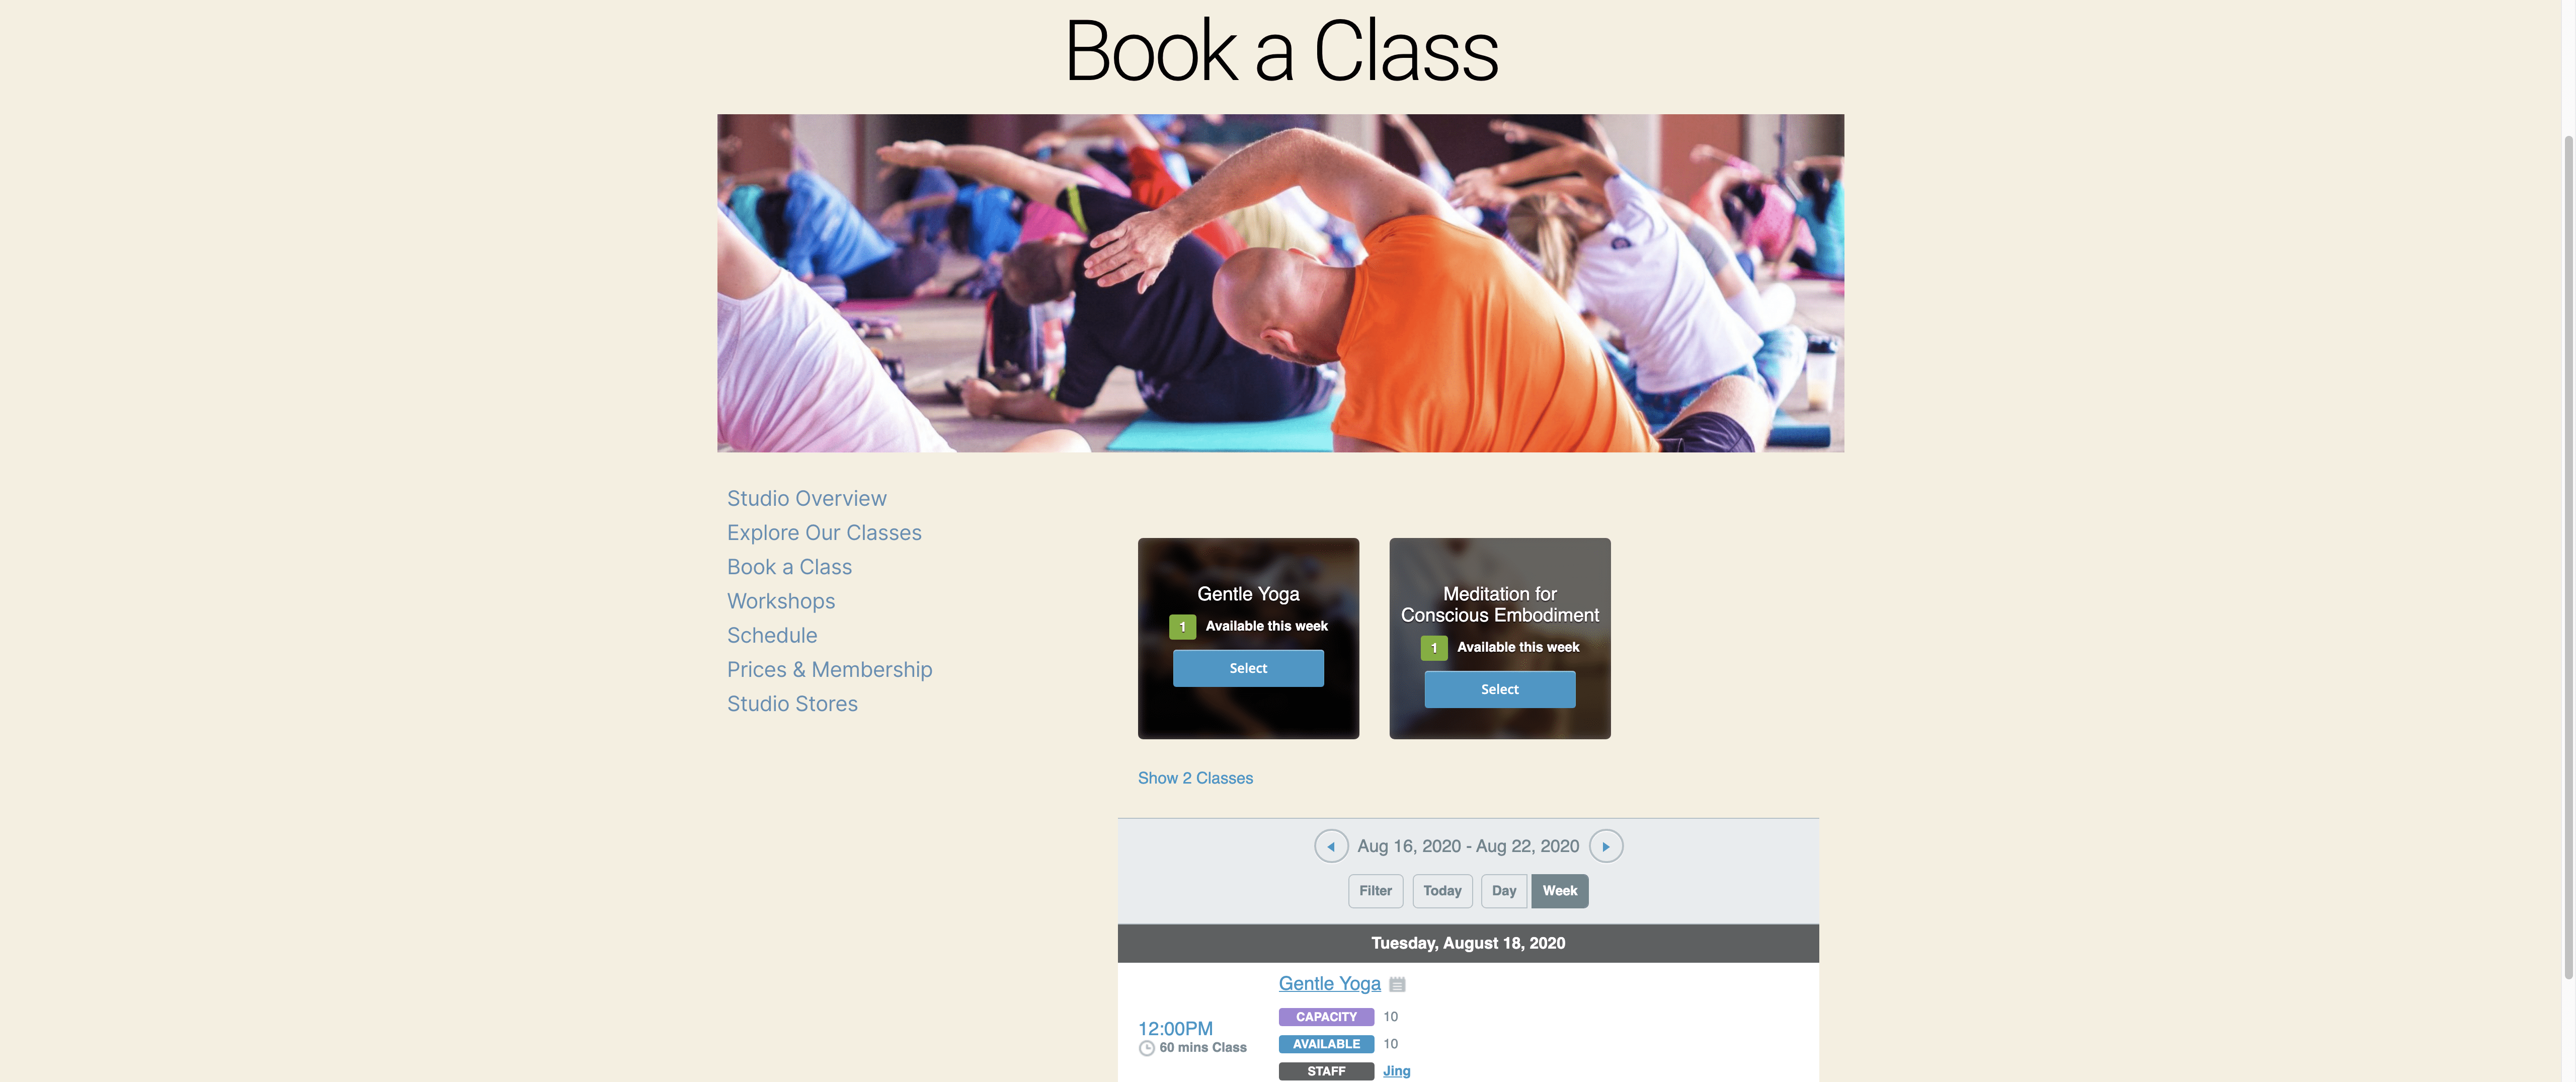 Book a Class
Studio Overview
Explore Our Classes
Book a Class
Workshops
Schedule
Prices & Membership
Studio Stores
Gentle Yoga
1 Available this week
Select
Meditation for
Conscious Embodiment
1 Available this week
Select
Show 2 Classes
Aug 16, 2020 - Aug 22, 2020
Filter Today Day Week
Tuesday, August 18, 2020
12:00PM
60 mins Class
Gentle Yoga
CAPACITY 10
AVAILABLE 10
STAFF Jing